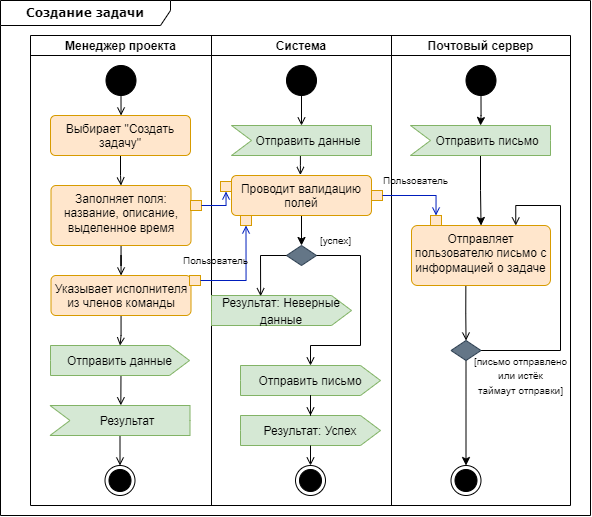 Создание задачи
Менеджер проекта
Система
Почтовый сервер
Выбирает "Создать
задачу"
Отправить данные
Отправить письмо
Заполняет поля:
название, описание,
выделенное время
Проводит валидацию
полей
Пользователь
Отправляет
пользователю письмо с
информацией о задаче
[успех]
Пользователь
Указывает исполнителя
из членов команды
Результат: Неверные
данные
Отправить данные
Отправить письмо
[письмо отправлено
или истёк
таймаут отправки]
Результат
Результат: Успех